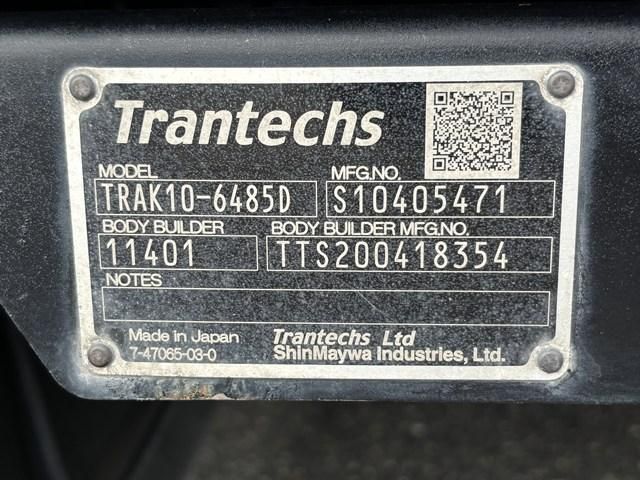 Trantechs
MODEL MFG.NO.
TRAK10-6485D S10405471
BODY BUILDER BODY BUILDER MFG.NO.
11401 TTS200418354
NOTES
Made in Japan Trantechs Ltd
7-47065-03-0 ShinMaywa Industries, Ltd.